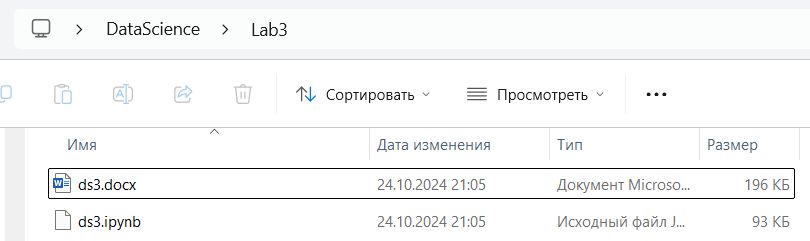 DataScience > Lab3
Сортировать Просмотреть ...
Имя Дата изменения Тип Размер
ds3.docx 24.10.2024 21:05 Документ Microso... 196 КБ
ds3.ipynb 24.10.2024 21:05 Исходный файл J... 93 КБ